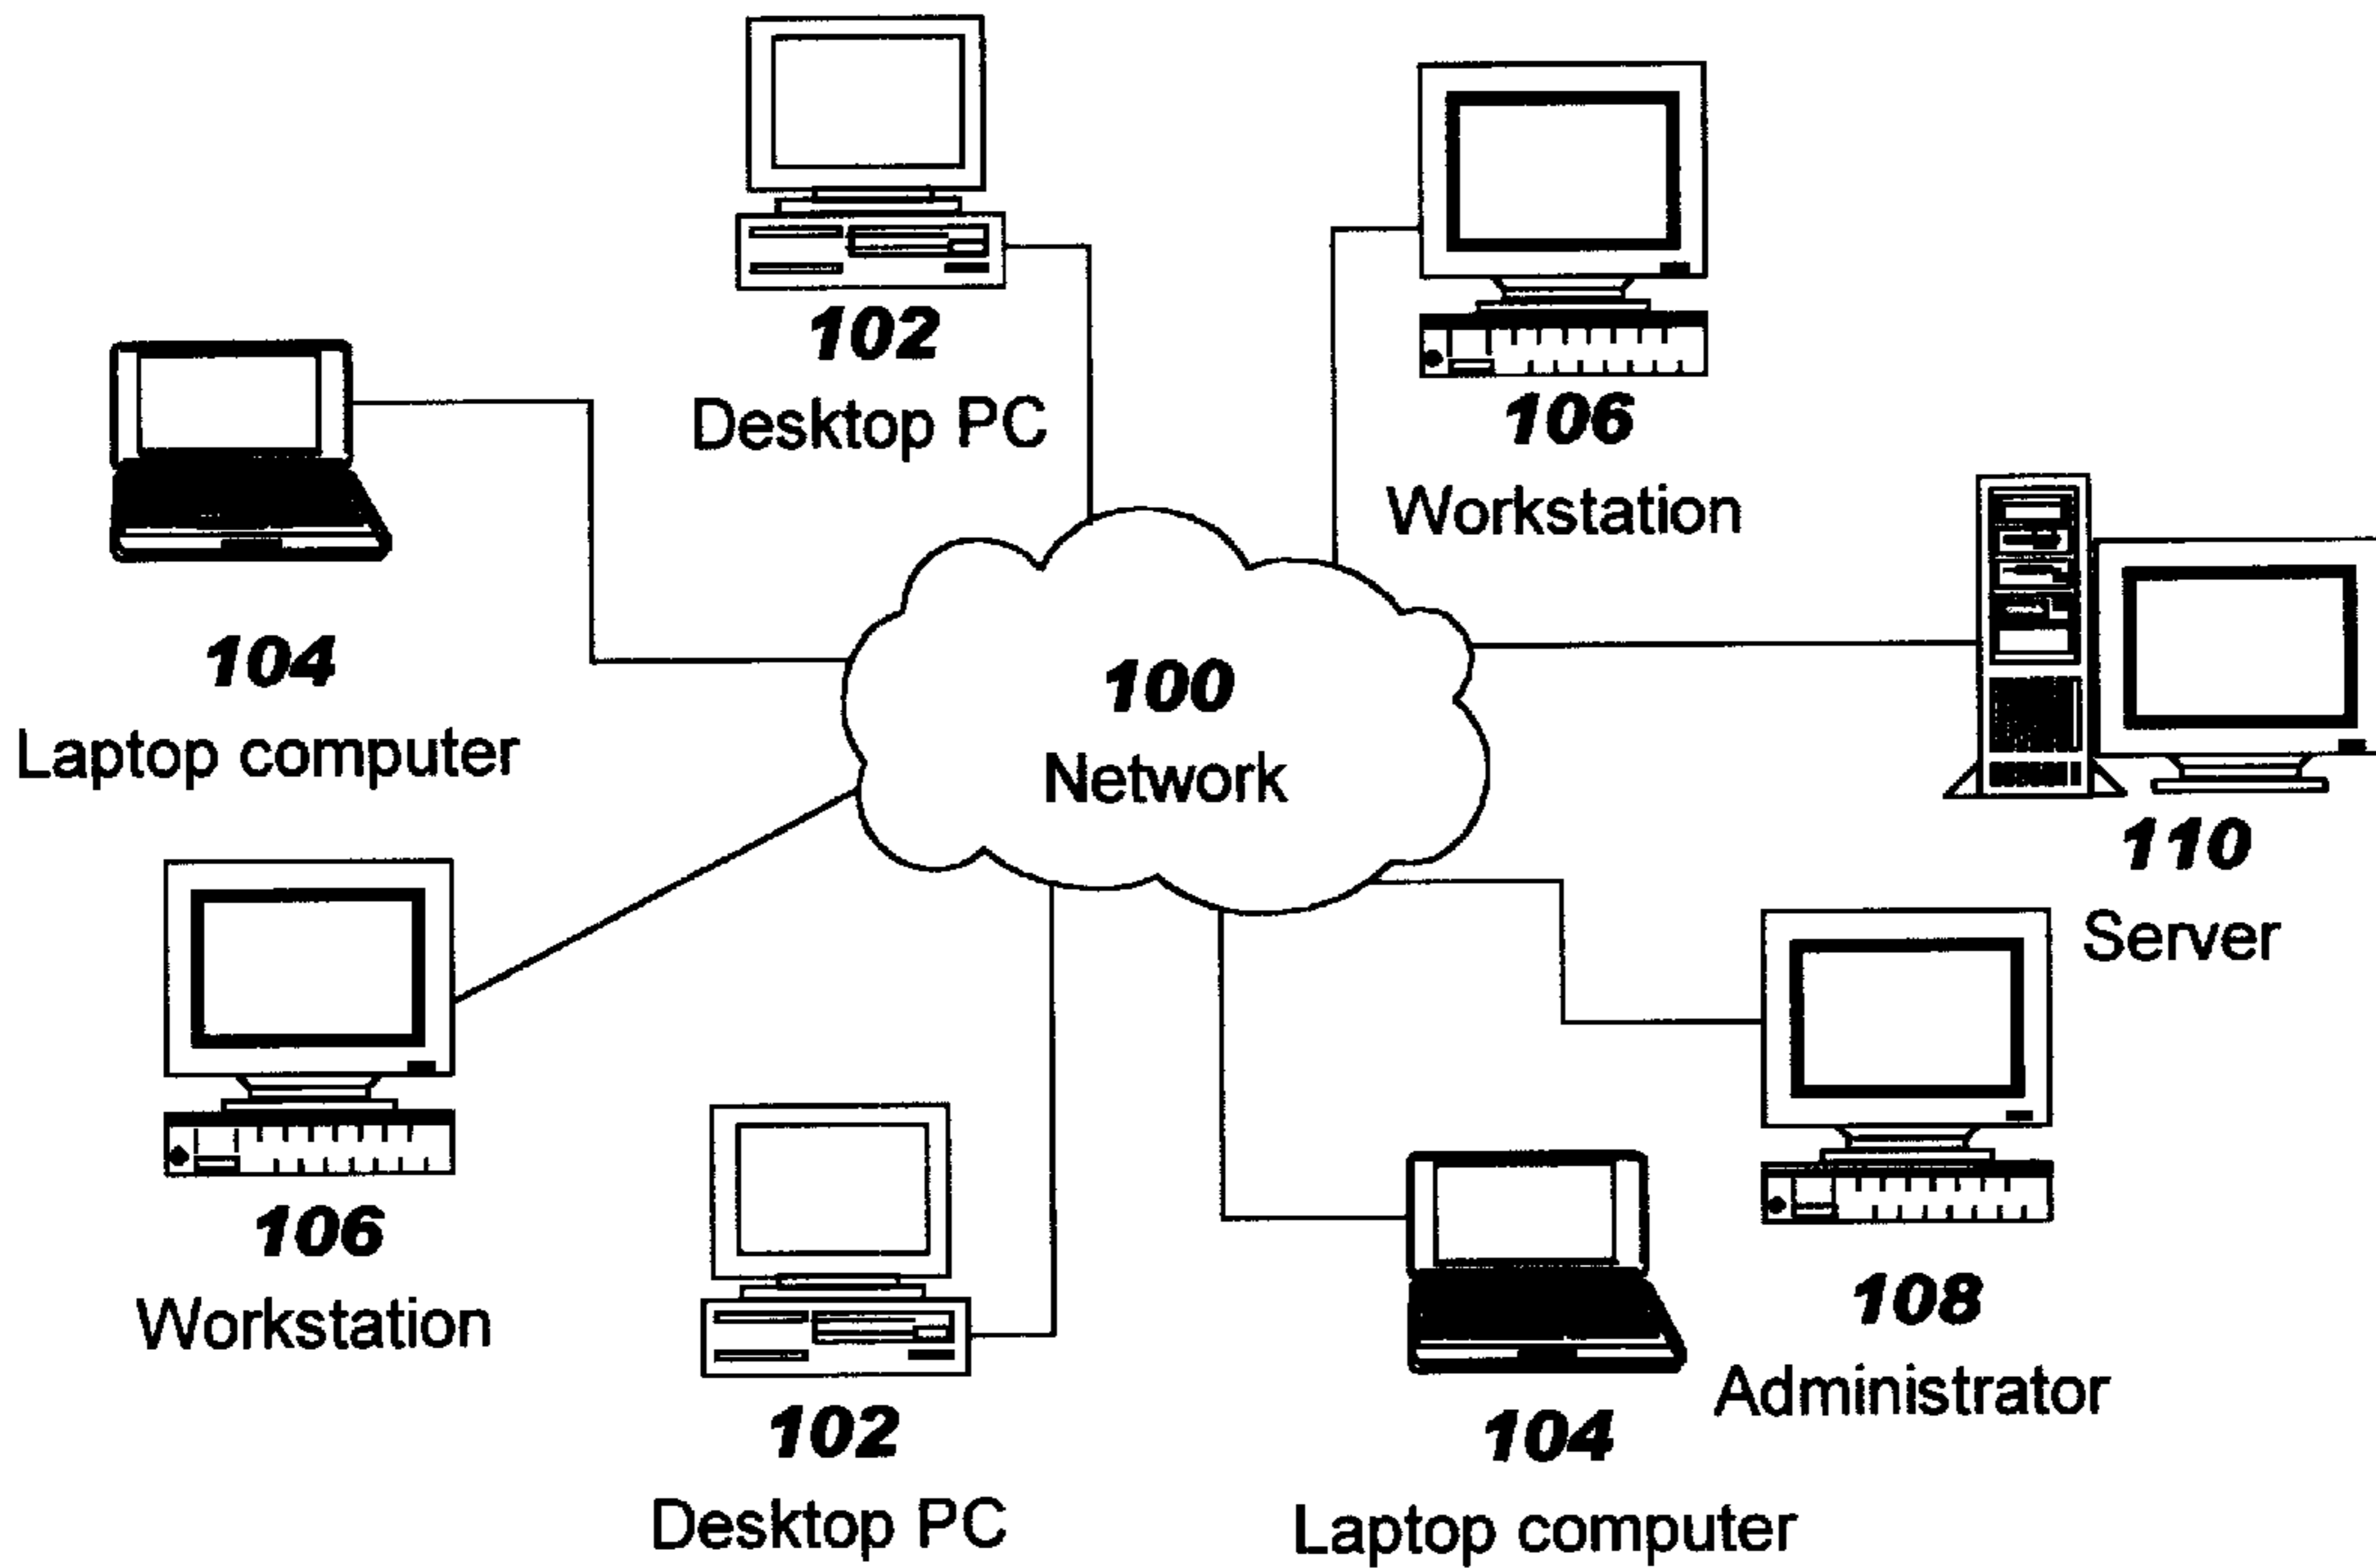 102
Desktop PC
106
Workstation
104
Laptop computer
100
Network
110
Server
106
Workstation
108
Administrator
102
Desktop PC
104
Laptop computer